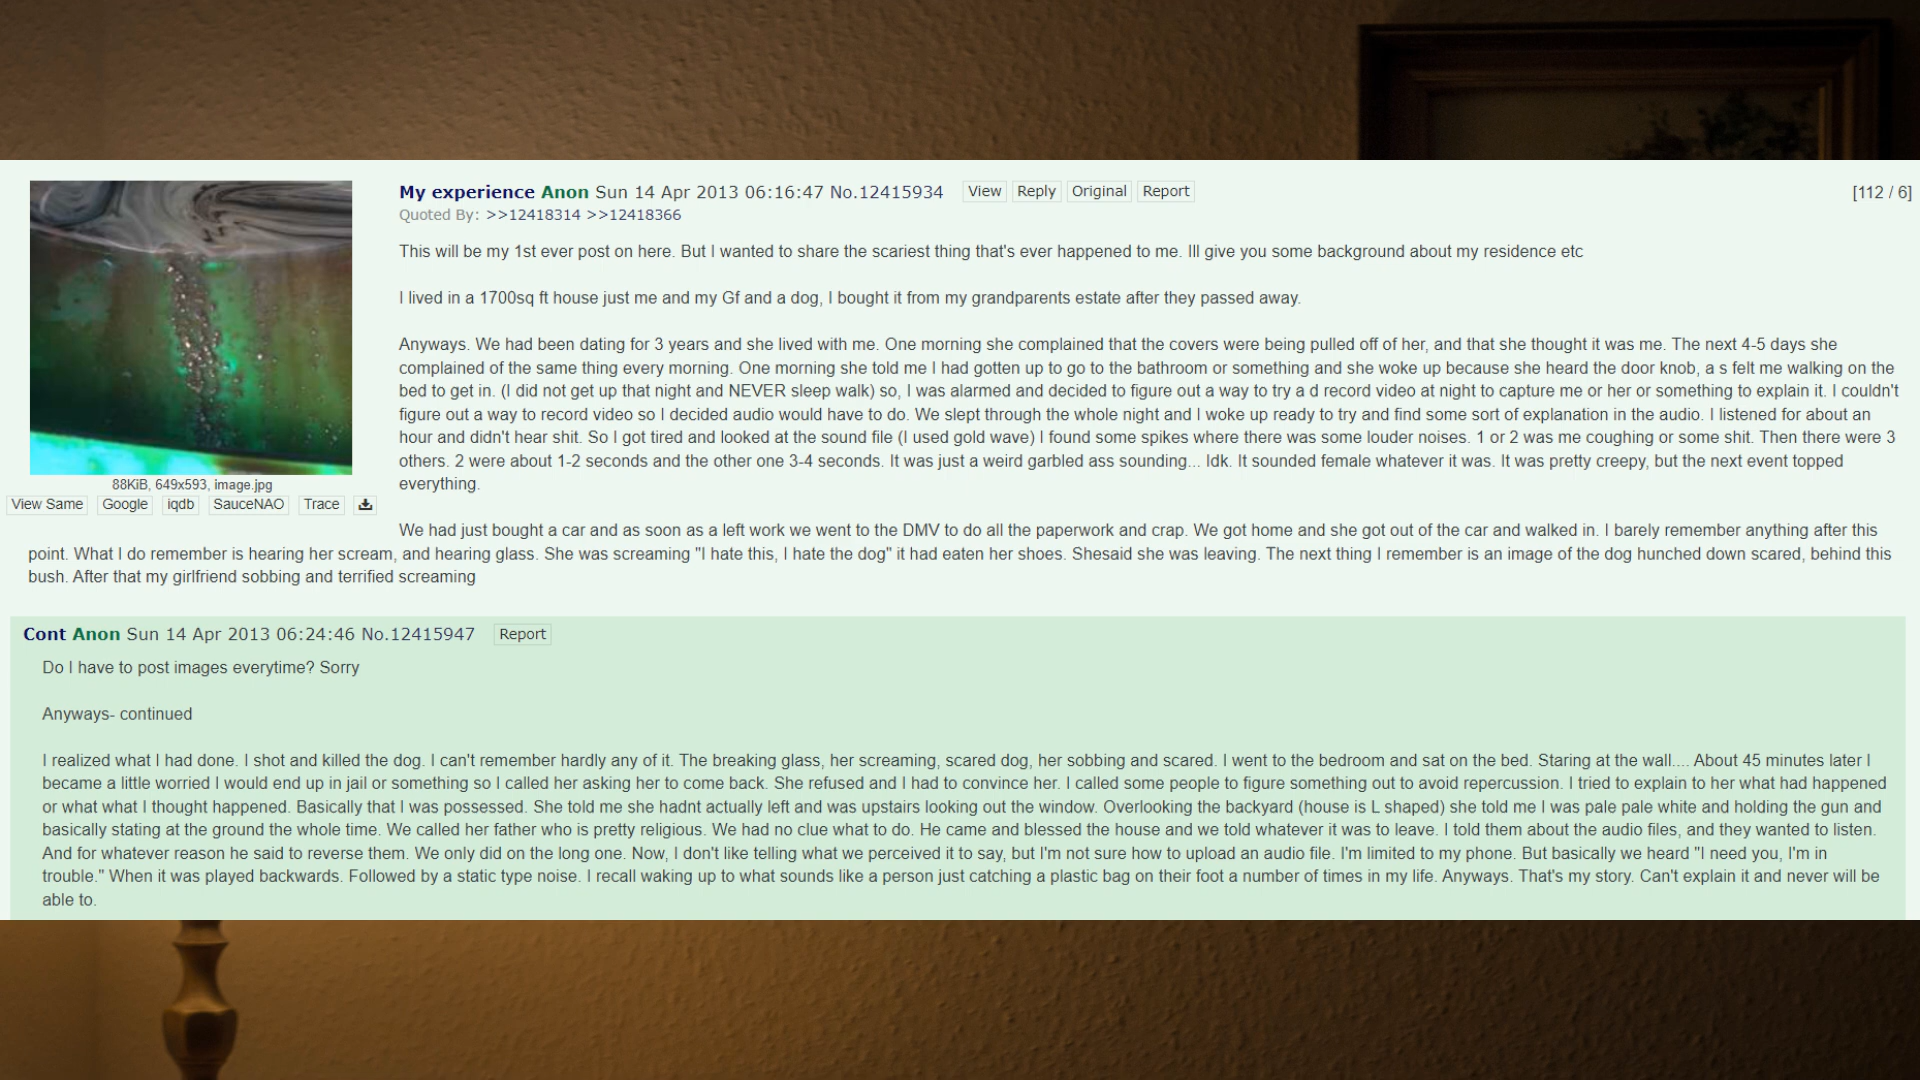 My experience Anon Sun 14 Apr 2013 06:16:47 No.12415934 View Reply Original Report [112 / 6]
Quoted By: >>12418314 >>12418366
This will be my 1st ever post on here. But I wanted to share the scariest thing that's ever happened to me. Ill give you some background about my residence etc
I lived in a 1700sq ft house just me and my Gf and a dog, I bought it from my grandparents estate after they passed away.
Anyways. We had been dating for 3 years and she lived with me. One morning she complained that the covers were being pulled off of her, and that she thought it was me. The next 4-5 days she
complained of the same thing every morning. One morning she told me I had gotten up to go to the bathroom or something and she woke up because she heard the door knob, a s felt me walking on the
bed to get in. (I did not get up that night and NEVER sleep walk) so, I was alarmed and decided to figure out a way to try a d record video at night to capture me or her or something to explain it. I couldn't
figure out a way to record video so I decided audio would have to do. We slept through the whole night and I woke up ready to try and find some sort of explanation in the audio. I listened for about an
hour and didn't hear shit. So I got tired and looked at the sound file (I used gold wave) I found some spikes where there was some louder noises. 1 or 2 was me coughing or some shit. Then there were 3
others. 2 were about 1-2 seconds and the other one 3-4 seconds. It was just a weird garbled ass sounding... Idk. It sounded female whatever it was. It was pretty creepy, but the next event topped
everything.
88KiB, 649x593, image.jpg
View Same Google iqdb SauceNAO Trace
We had just bought a car and as soon as a left work we went to the DMV to do all the paperwork and crap. We got home and she got out of the car and walked in. I barely remember anything after this
point. What I do remember is hearing her scream, and hearing glass. She was screaming "I hate this, I hate the dog" it had eaten her shoes. Shesaid she was leaving. The next thing I remember is an image of the dog hunched down scared, behind this
bush. After that my girlfriend sobbing and terrified screaming
Cont Anon Sun 14 Apr 2013 06:24:46 No.12415947 Report
Do I have to post images everytime? Sorry
Anyways- continued
I realized what I had done. I shot and killed the dog. I can't remember hardly any of it. The breaking glass, her screaming, scared dog, her sobbing and scared. I went to the bedroom and sat on the bed. Staring at the wall.... About 45 minutes later I
became a little worried I would end up in jail or something so I called her asking her to come back. She refused and I had to convince her. I called some people to figure something out to avoid repercussion. I tried to explain to her what had happened
or what what I thought happened. Basically that I was possessed. She told me she hadnt actually left and was upstairs looking out the window. Overlooking the backyard (house is L shaped) she told me I was pale pale white and holding the gun and
basically stating at the ground the whole time. We called her father who is pretty religious. We had no clue what to do. He came and blessed the house and we told whatever it was to leave. I told them about the audio files, and they wanted to listen.
And for whatever reason he said to reverse them. We only did on the long one. Now, I don't like telling what we perceived it to say, but I'm not sure how to upload an audio file. I'm limited to my phone. But basically we heard "I need you, I'm in
trouble." When it was played backwards. Followed by a static type noise. I recall waking up to what sounds like a person just catching a plastic bag on their foot a number of times in my life. Anyways. That's my story. Can't explain it and never will be
able to.